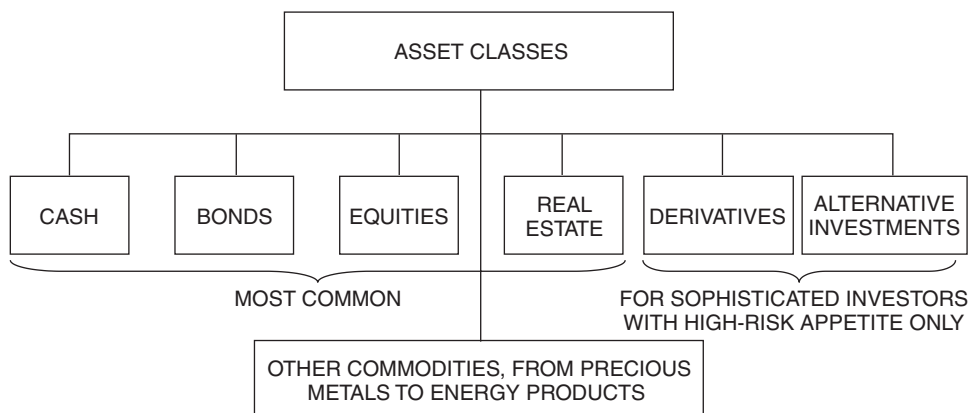 ASSET CLASSES
CASH
BONDS
EQUITIES
REAL
ESTATE
DERIVATIVES
ALTERNATIVE
INVESTMENTS
MOST COMMON
FOR SOPHISTICATED INVESTORS
WITH HIGH-RISK APPETITE ONLY
OTHER COMMODITIES, FROM PRECIOUS
METALS TO ENERGY PRODUCTS